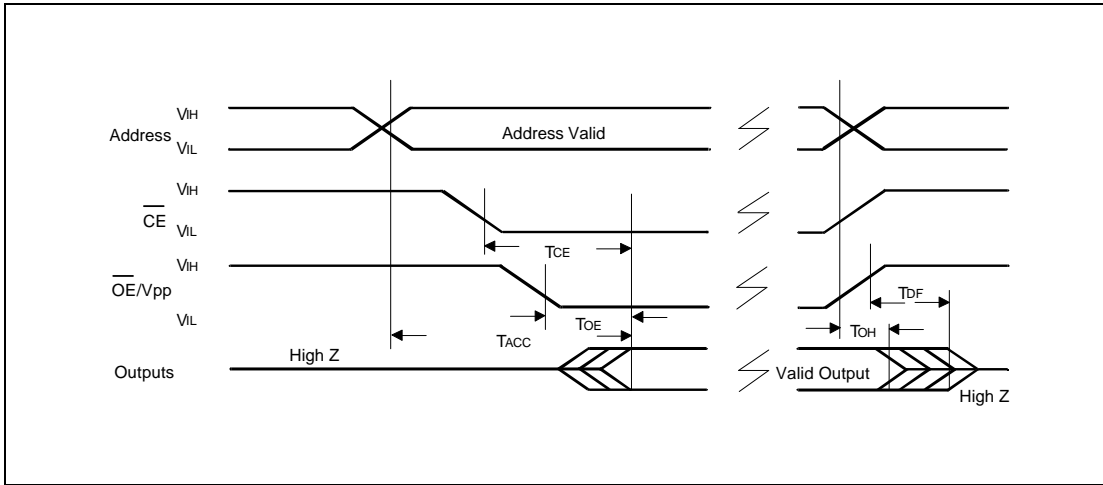 VIH
Address
Address Valid
VIL
VIH
CE
VIL
TCE
VIH
OE/Vpp
TDF
TOE
VIL
TACC
TOH
High Z
Outputs
Valid Output
High Z